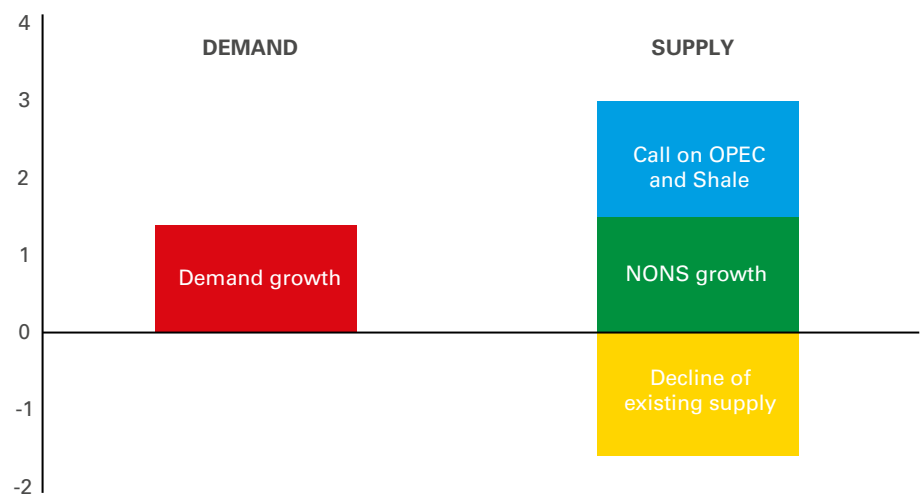 4
DEMAND
SUPPLY
3
Call on OPEC
and Shale
2
1
Demand growth
NONS growth
0
Decline of
existing supply
-1
-2